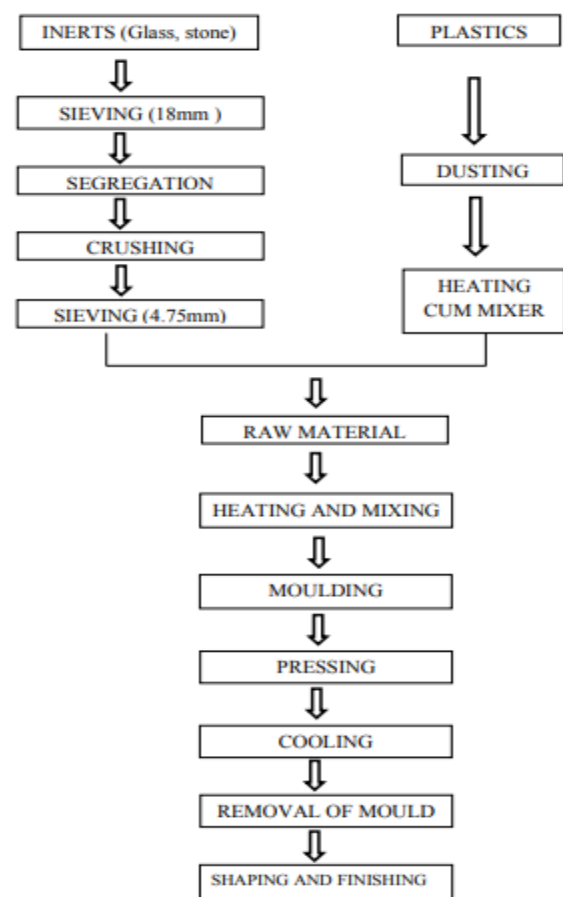 INERTS (Glass, stone)
SIEVING (18mm )
SEGREGATION
CRUSHING
SIEVING (4.75mm)
PLASTICS
DUSTING
HEATING
CUM MIXER
RAW MATERIAL
HEATING AND MIXING
MOULDING
PRESSING
COOLING
REMOVAL OF MOULD
SHAPING AND FINISHING